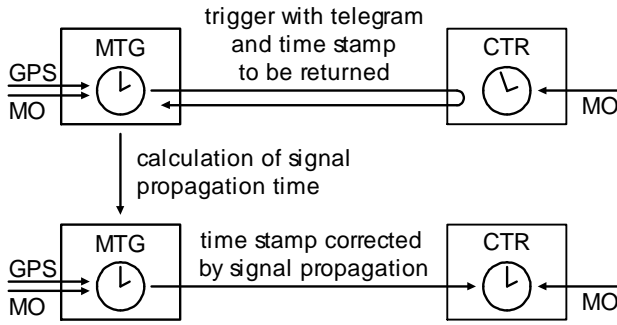 trigger with telegram
and time stamp
to be returned
MTG
CTR
GPS
MO
MO
calculation of signal
propagation time
MTG
time stamp corrected
by signal propagation
CTR
GPS
MO
MO